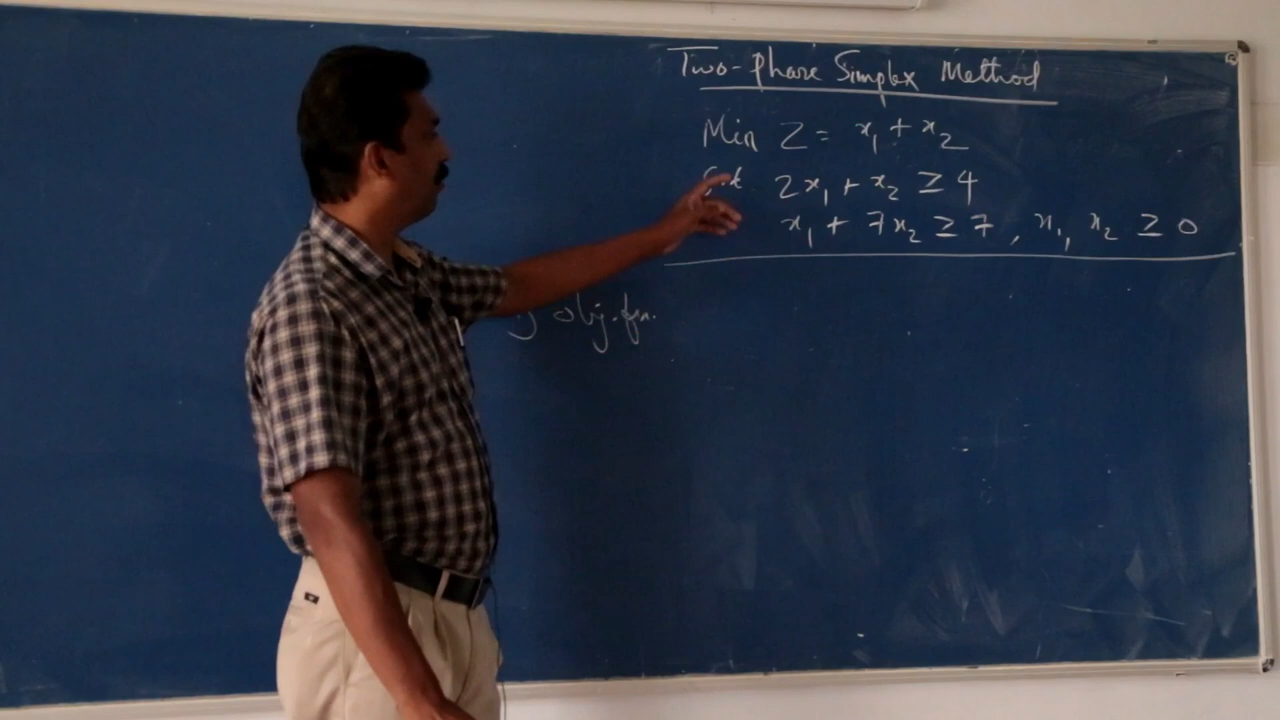 Two-phase Simplex Method
Min Z = x₁ + x₂
S.t. 2x₁ + x₂ ≥ 4
x₁ + 7x₂ ≥ 7, x₁, x₂ ≥ 0
obj. fn.